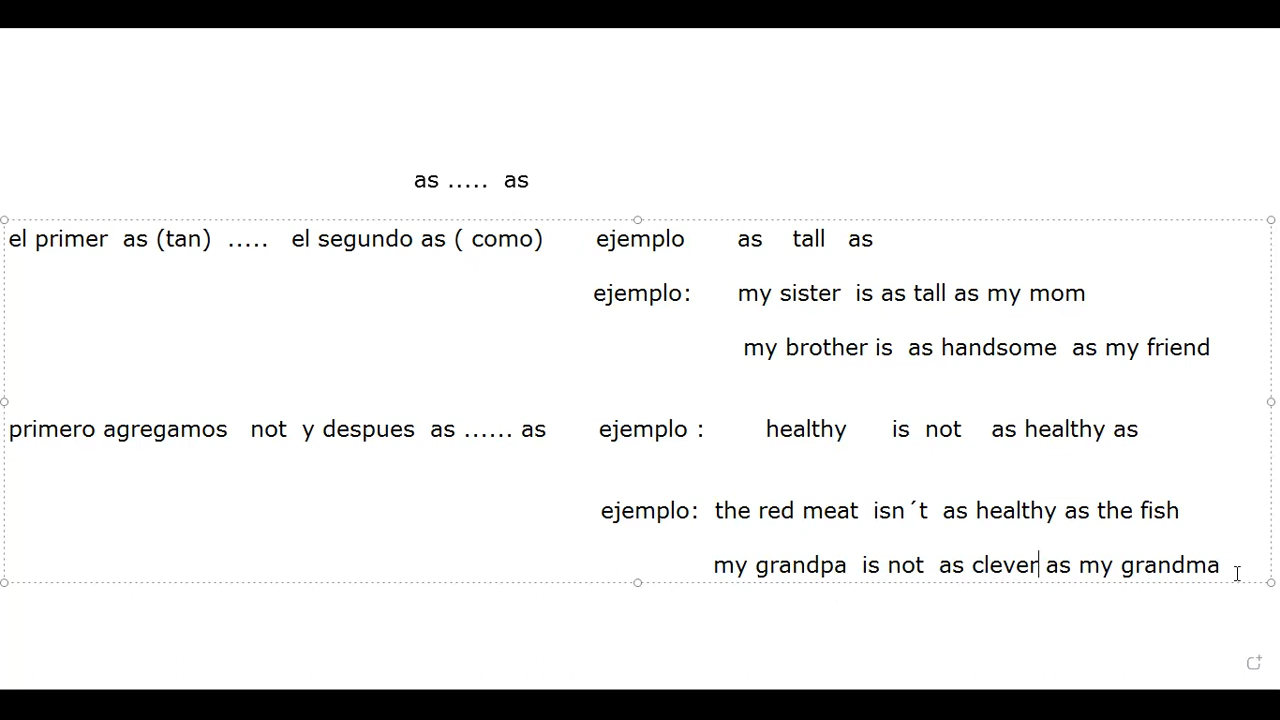 as ..... as
el primer as (tan) ..... el segundo as ( como) ejemplo as tall as
ejemplo: my sister is as tall as my mom
my brother is as handsome as my friend
primero agregamos not y despues as ...... as ejemplo : healthy is not as healthy as
ejemplo: the red meat isn´t as healthy as the fish
my grandpa is not as clever as my grandma